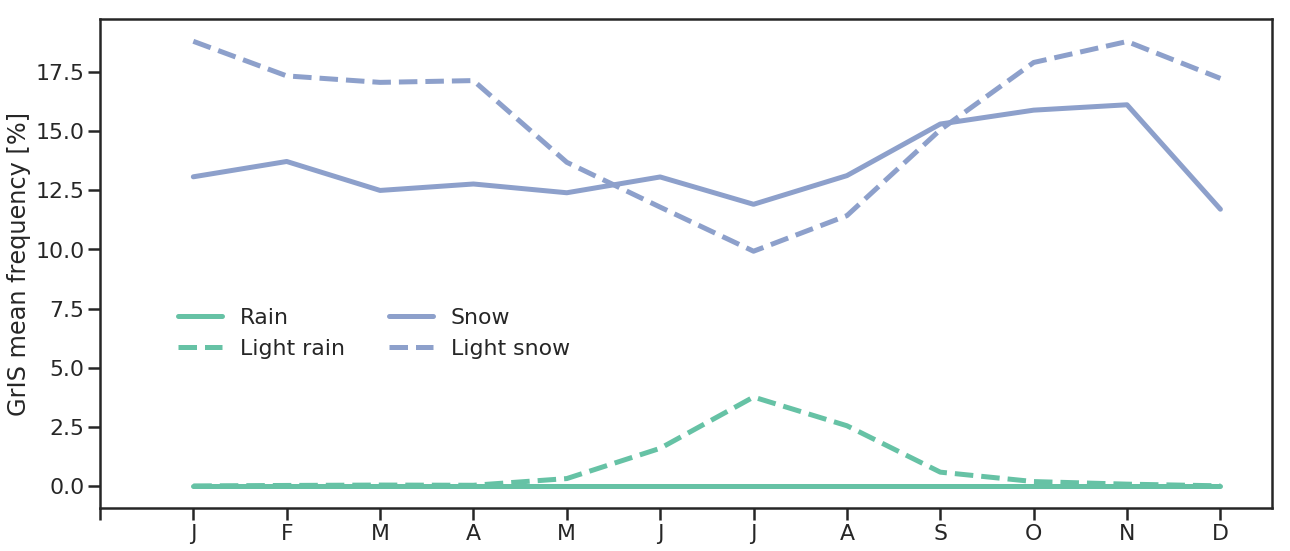 GrIS mean frequency [%]
17.5
15.0
12.5
10.0
7.5
5.0
2.5
0.0
Rain
Light rain
Snow
Light snow
J F M A M J J A S O N D